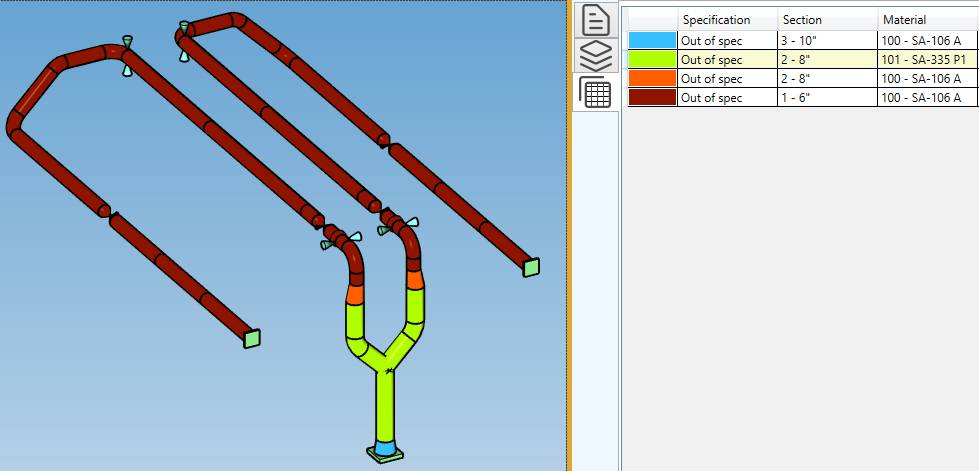 Specification Section Material
Out of spec 3 - 10" 100 - SA-106 A
Out of spec 2 - 8" 101 - SA-335 P1
Out of spec 2 - 8" 100 - SA-106 A
Out of spec 1 - 6" 100 - SA-106 A